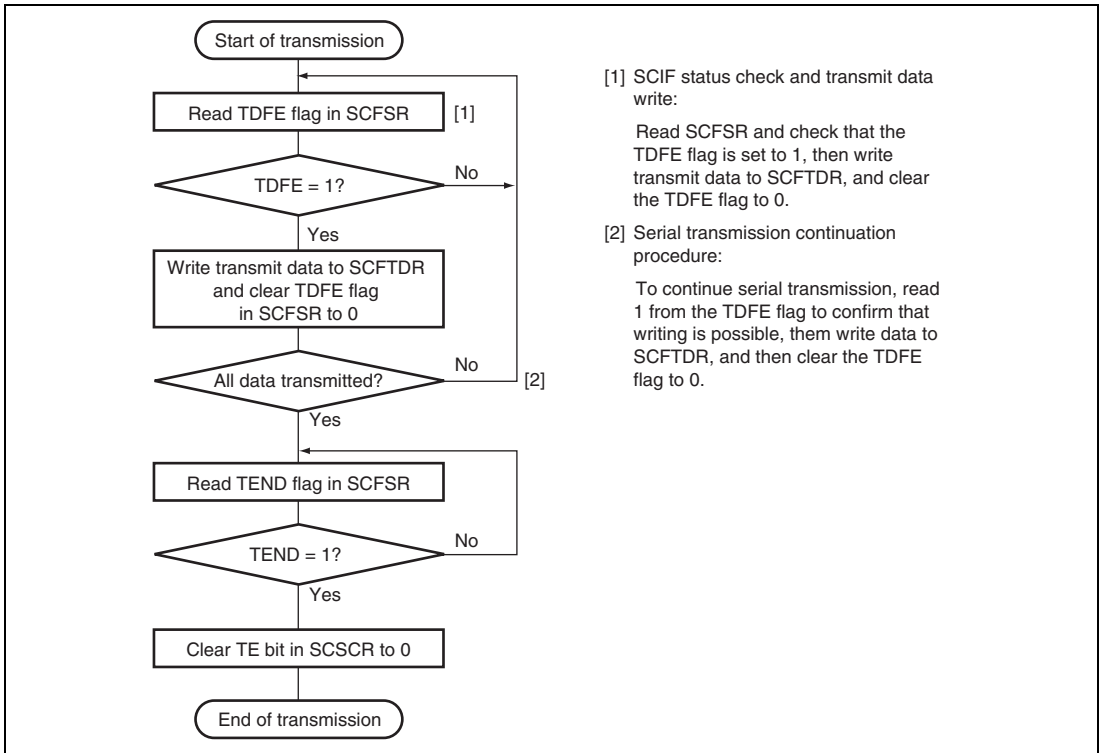 Start of transmission
Read TDFE flag in SCFSR
[1]
TDFE = 1?
No
Yes
Write transmit data to SCFTDR
and clear TDFE flag
in SCFSR to 0
All data transmitted?
No
[2]
Yes
Read TEND flag in SCFSR
TEND = 1?
No
Yes
Clear TE bit in SCSCR to 0
End of transmission
[1] SCIF status check and transmit data
write:
Read SCFSR and check that the
TDFE flag is set to 1, then write
transmit data to SCFTDR, and clear
the TDFE flag to 0.
[2] Serial transmission continuation
procedure:
To continue serial transmission, read
1 from the TDFE flag to confirm that
writing is possible, them write data to
SCFTDR, and then clear the TDFE
flag to 0.